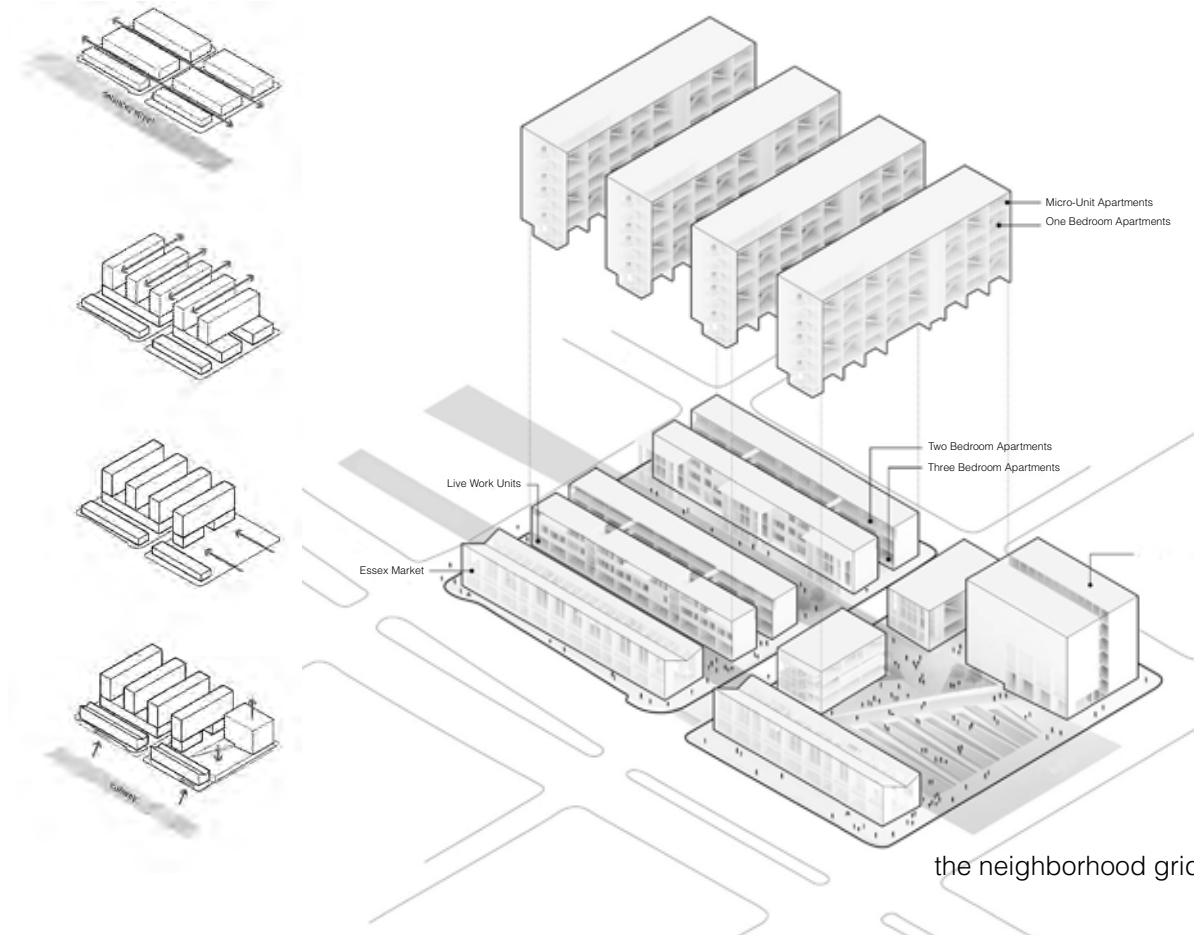 Micro-Unit Apartments
One Bedroom Apartments
Two Bedroom Apartments
Three Bedroom Apartments
Live Work Units
Essex Market
subway
the neighborhood grid